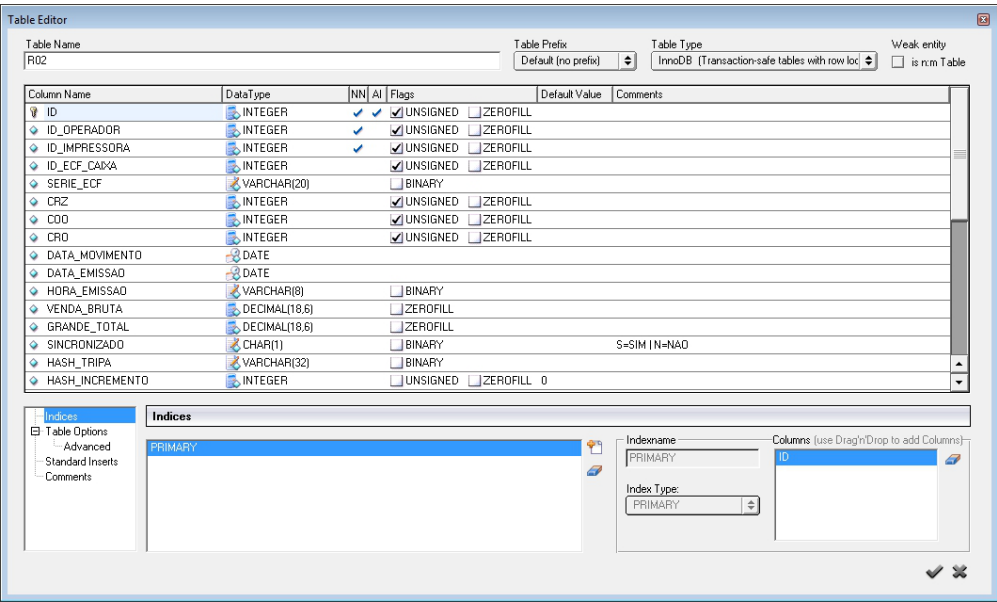 Table Editor
Table Name Table Prefix Table Type Weak entity
R02 Default (no prefix) InnoDB (Transaction-safe tables with row loc is n:m Table
Column Name DataType NN AI Flags Default Value Comments
ID INTEGER UNSIGNED ZEROFILL
ID_OPERADOR INTEGER UNSIGNED ZEROFILL
ID_IMPRESSORA INTEGER UNSIGNED ZEROFILL
ID_ECF_CAIXA INTEGER UNSIGNED ZEROFILL
SERIE_ECF VARCHAR(20) BINARY
CRZ INTEGER UNSIGNED ZEROFILL
COO INTEGER UNSIGNED ZEROFILL
CRO INTEGER UNSIGNED ZEROFILL
DATA_MOVIMENTO DATE
DATA_EMISSAO DATE
HORA_EMISSAO VARCHAR(8) BINARY
VENDA_BRUTA DECIMAL(18,6) ZEROFILL
GRANDE_TOTAL DECIMAL(18,6) ZEROFILL
SINCRONIZADO CHAR(1) BINARY S=SIM | N=NAO
HASH_TRIPA VARCHAR(32) BINARY
HASH_INCREMENTO INTEGER UNSIGNED ZEROFILL 0
Indices
Table Options
Advanced
Standard Inserts
Comments
Indices
PRIMARY
Indexname
PRIMARY
Index Type:
PRIMARY
Columns (use Drag'n'Drop to add Columns)
ID